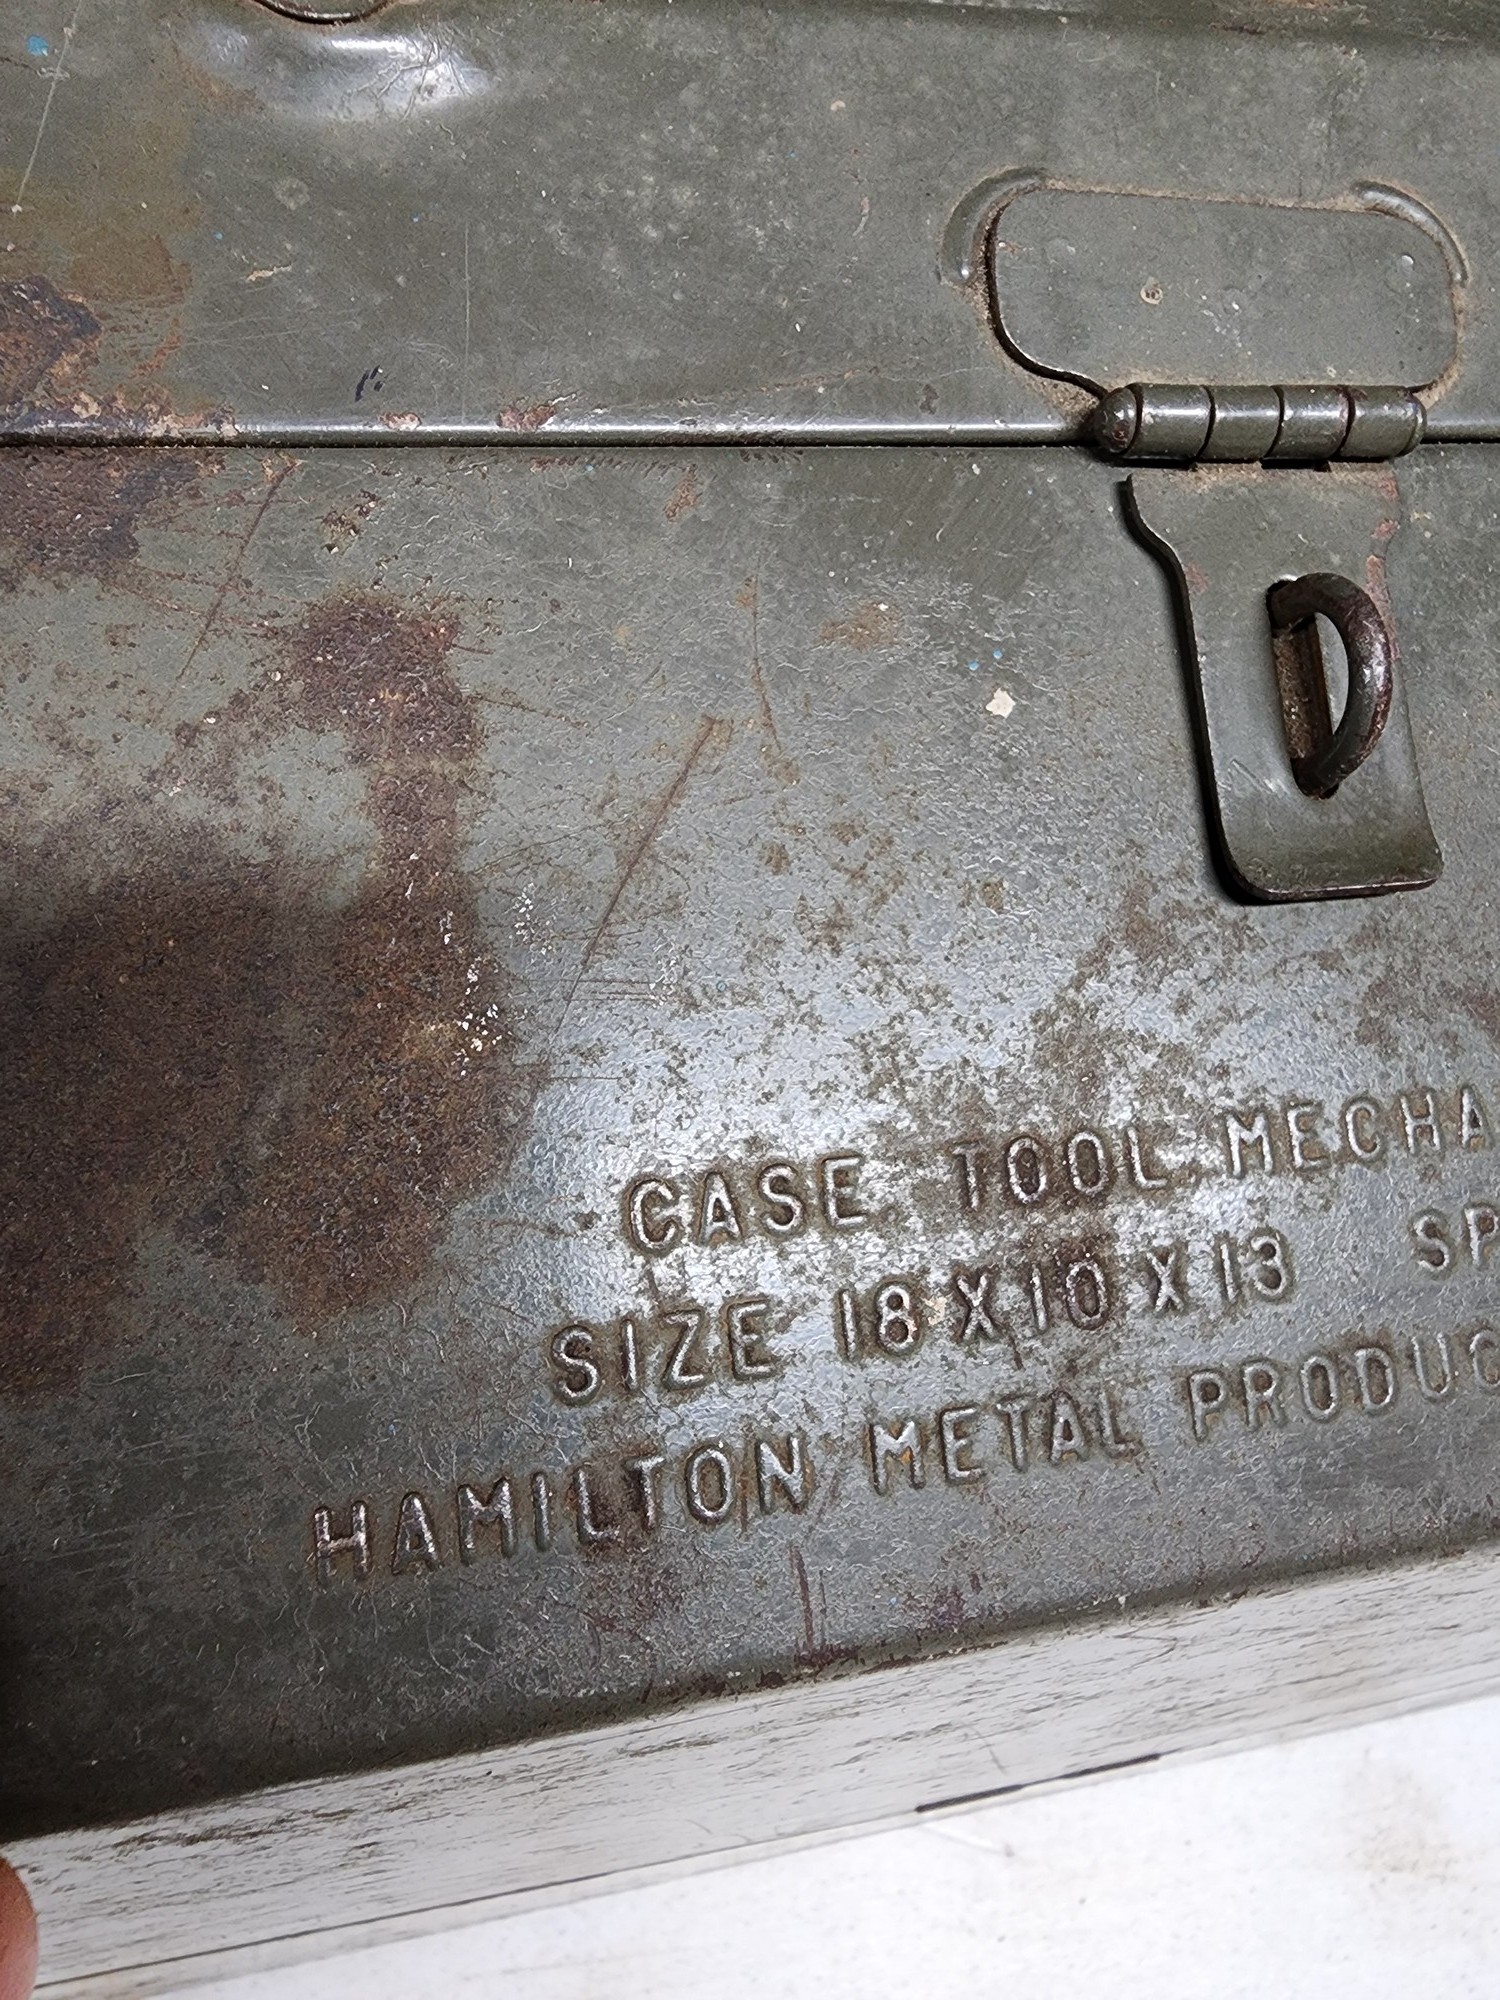 CASE TOOL MECHA
SIZE 18 X 10 X 13 SP
HAMILTON METAL PRODUC